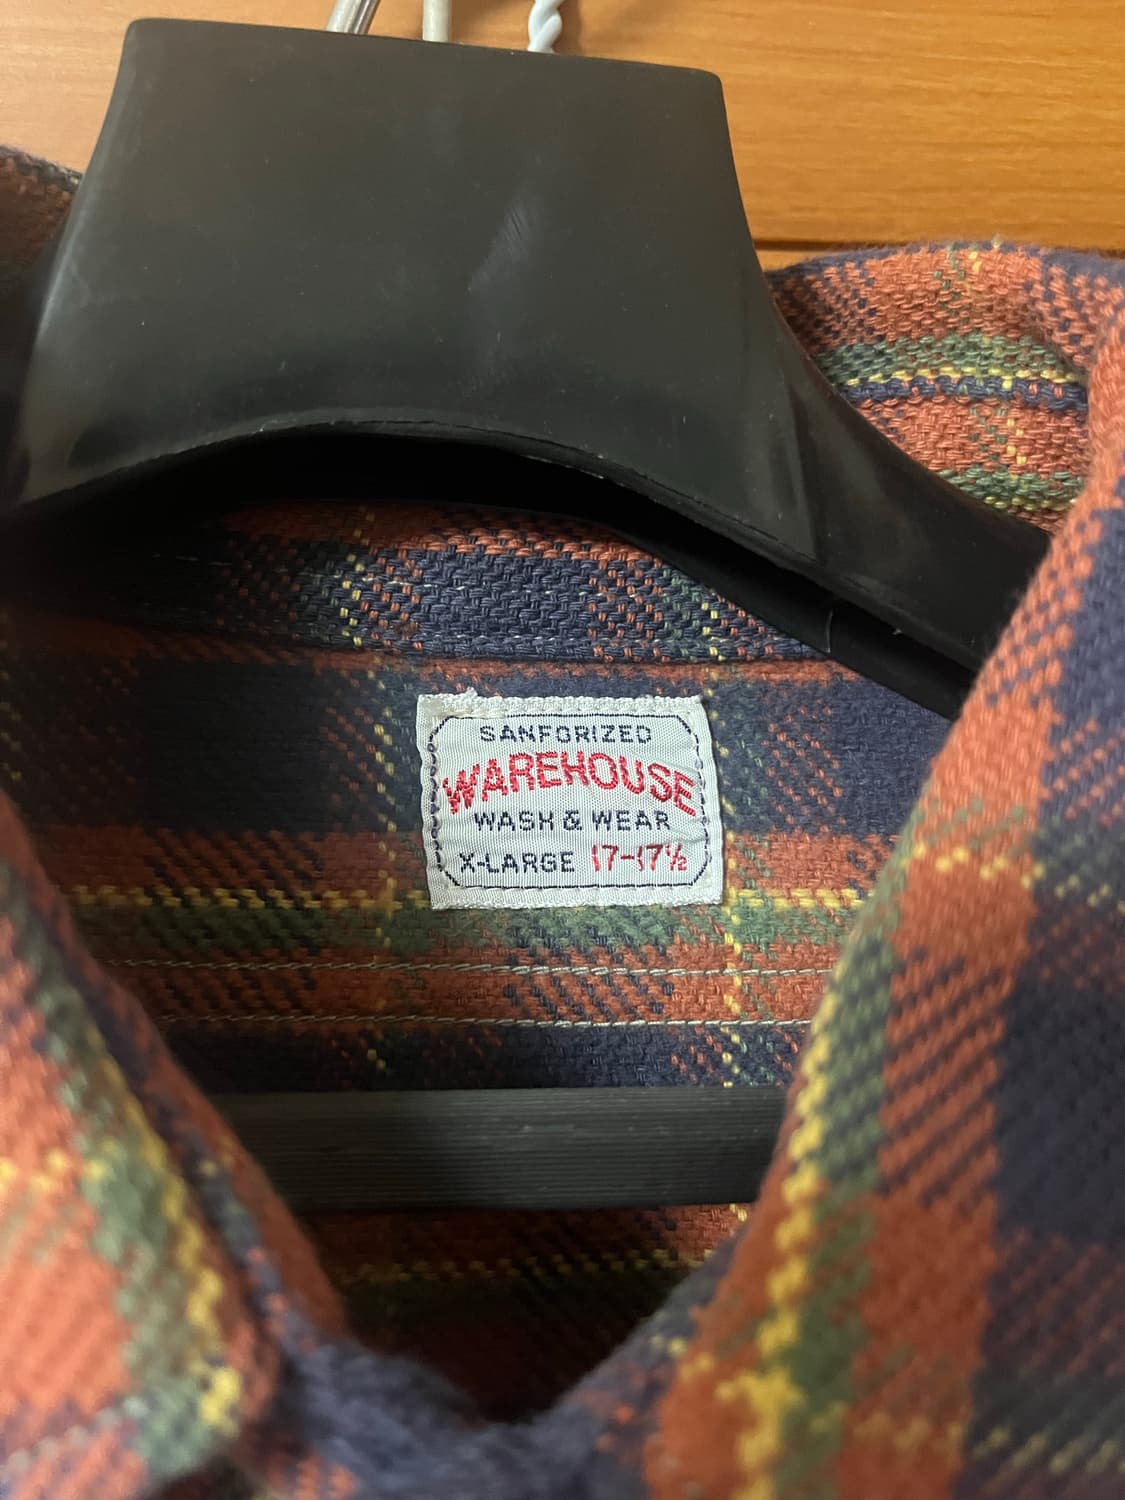 SANFORIZED
WAREHOUSE
WASH & WEAR
X-LARGE 17-17½